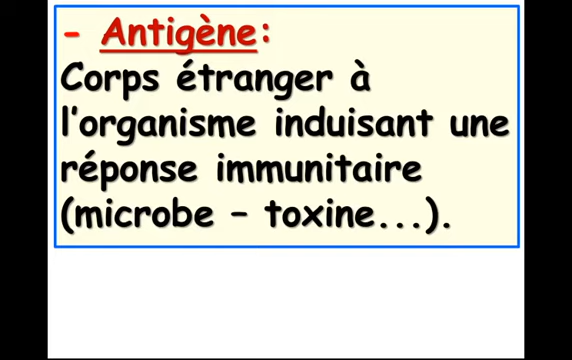 - Antigène:
Corps étranger à
l'organisme induisant une
réponse immunitaire
(microbe – toxine...).